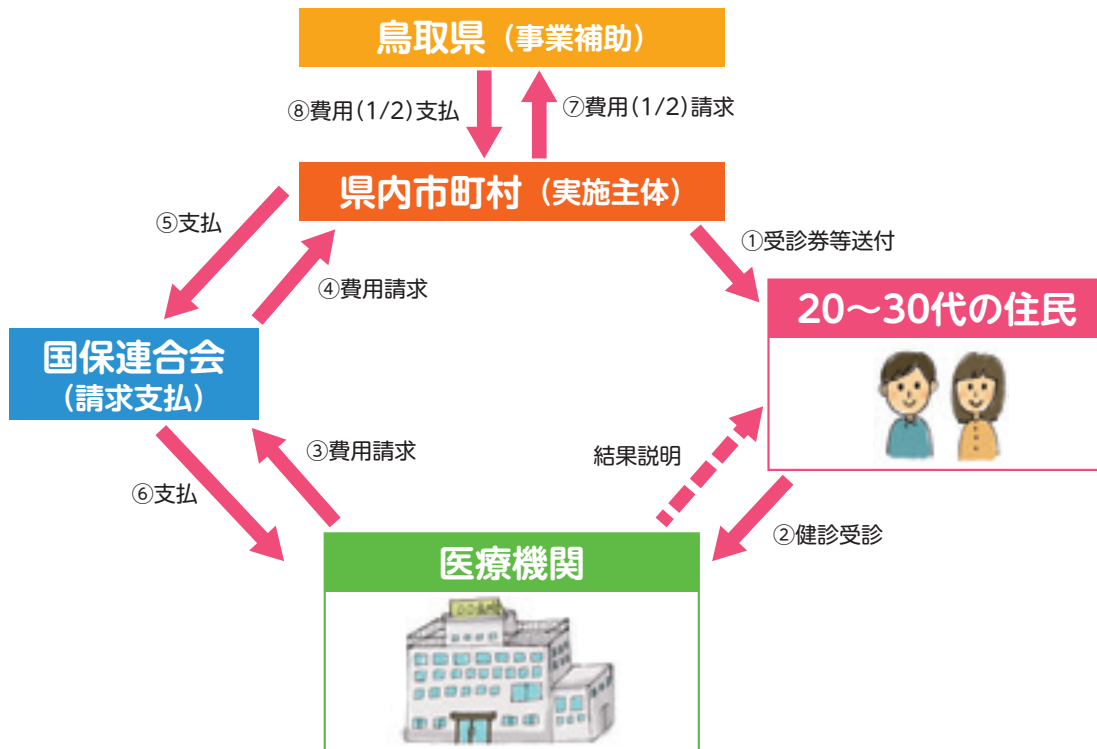 鳥取県（事業補助）
⑧費用（1/2）支払
⑦費用（1/2）請求
県内市町村（実施主体）
⑤支払
①受診券等送付
④費用請求
20～30代の住民
国保連合会
（請求支払）
③費用請求
結果説明
⑥支払
②健診受診
医療機関